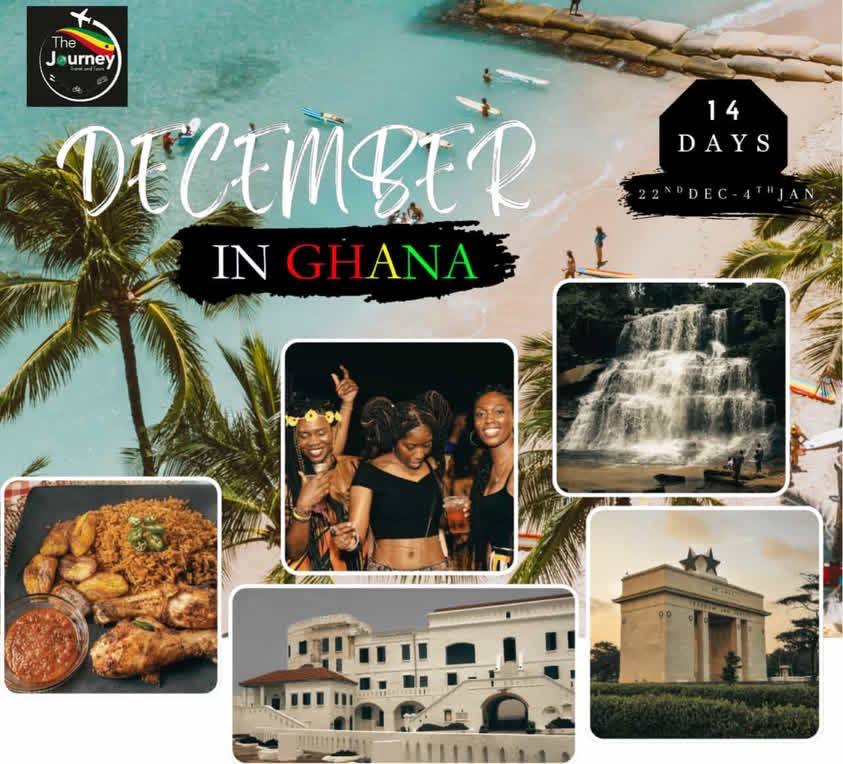 The
Journey
Travel and Tours
DECEMBER
IN GHANA
14
DAYS
22ND DEC-4TH JAN